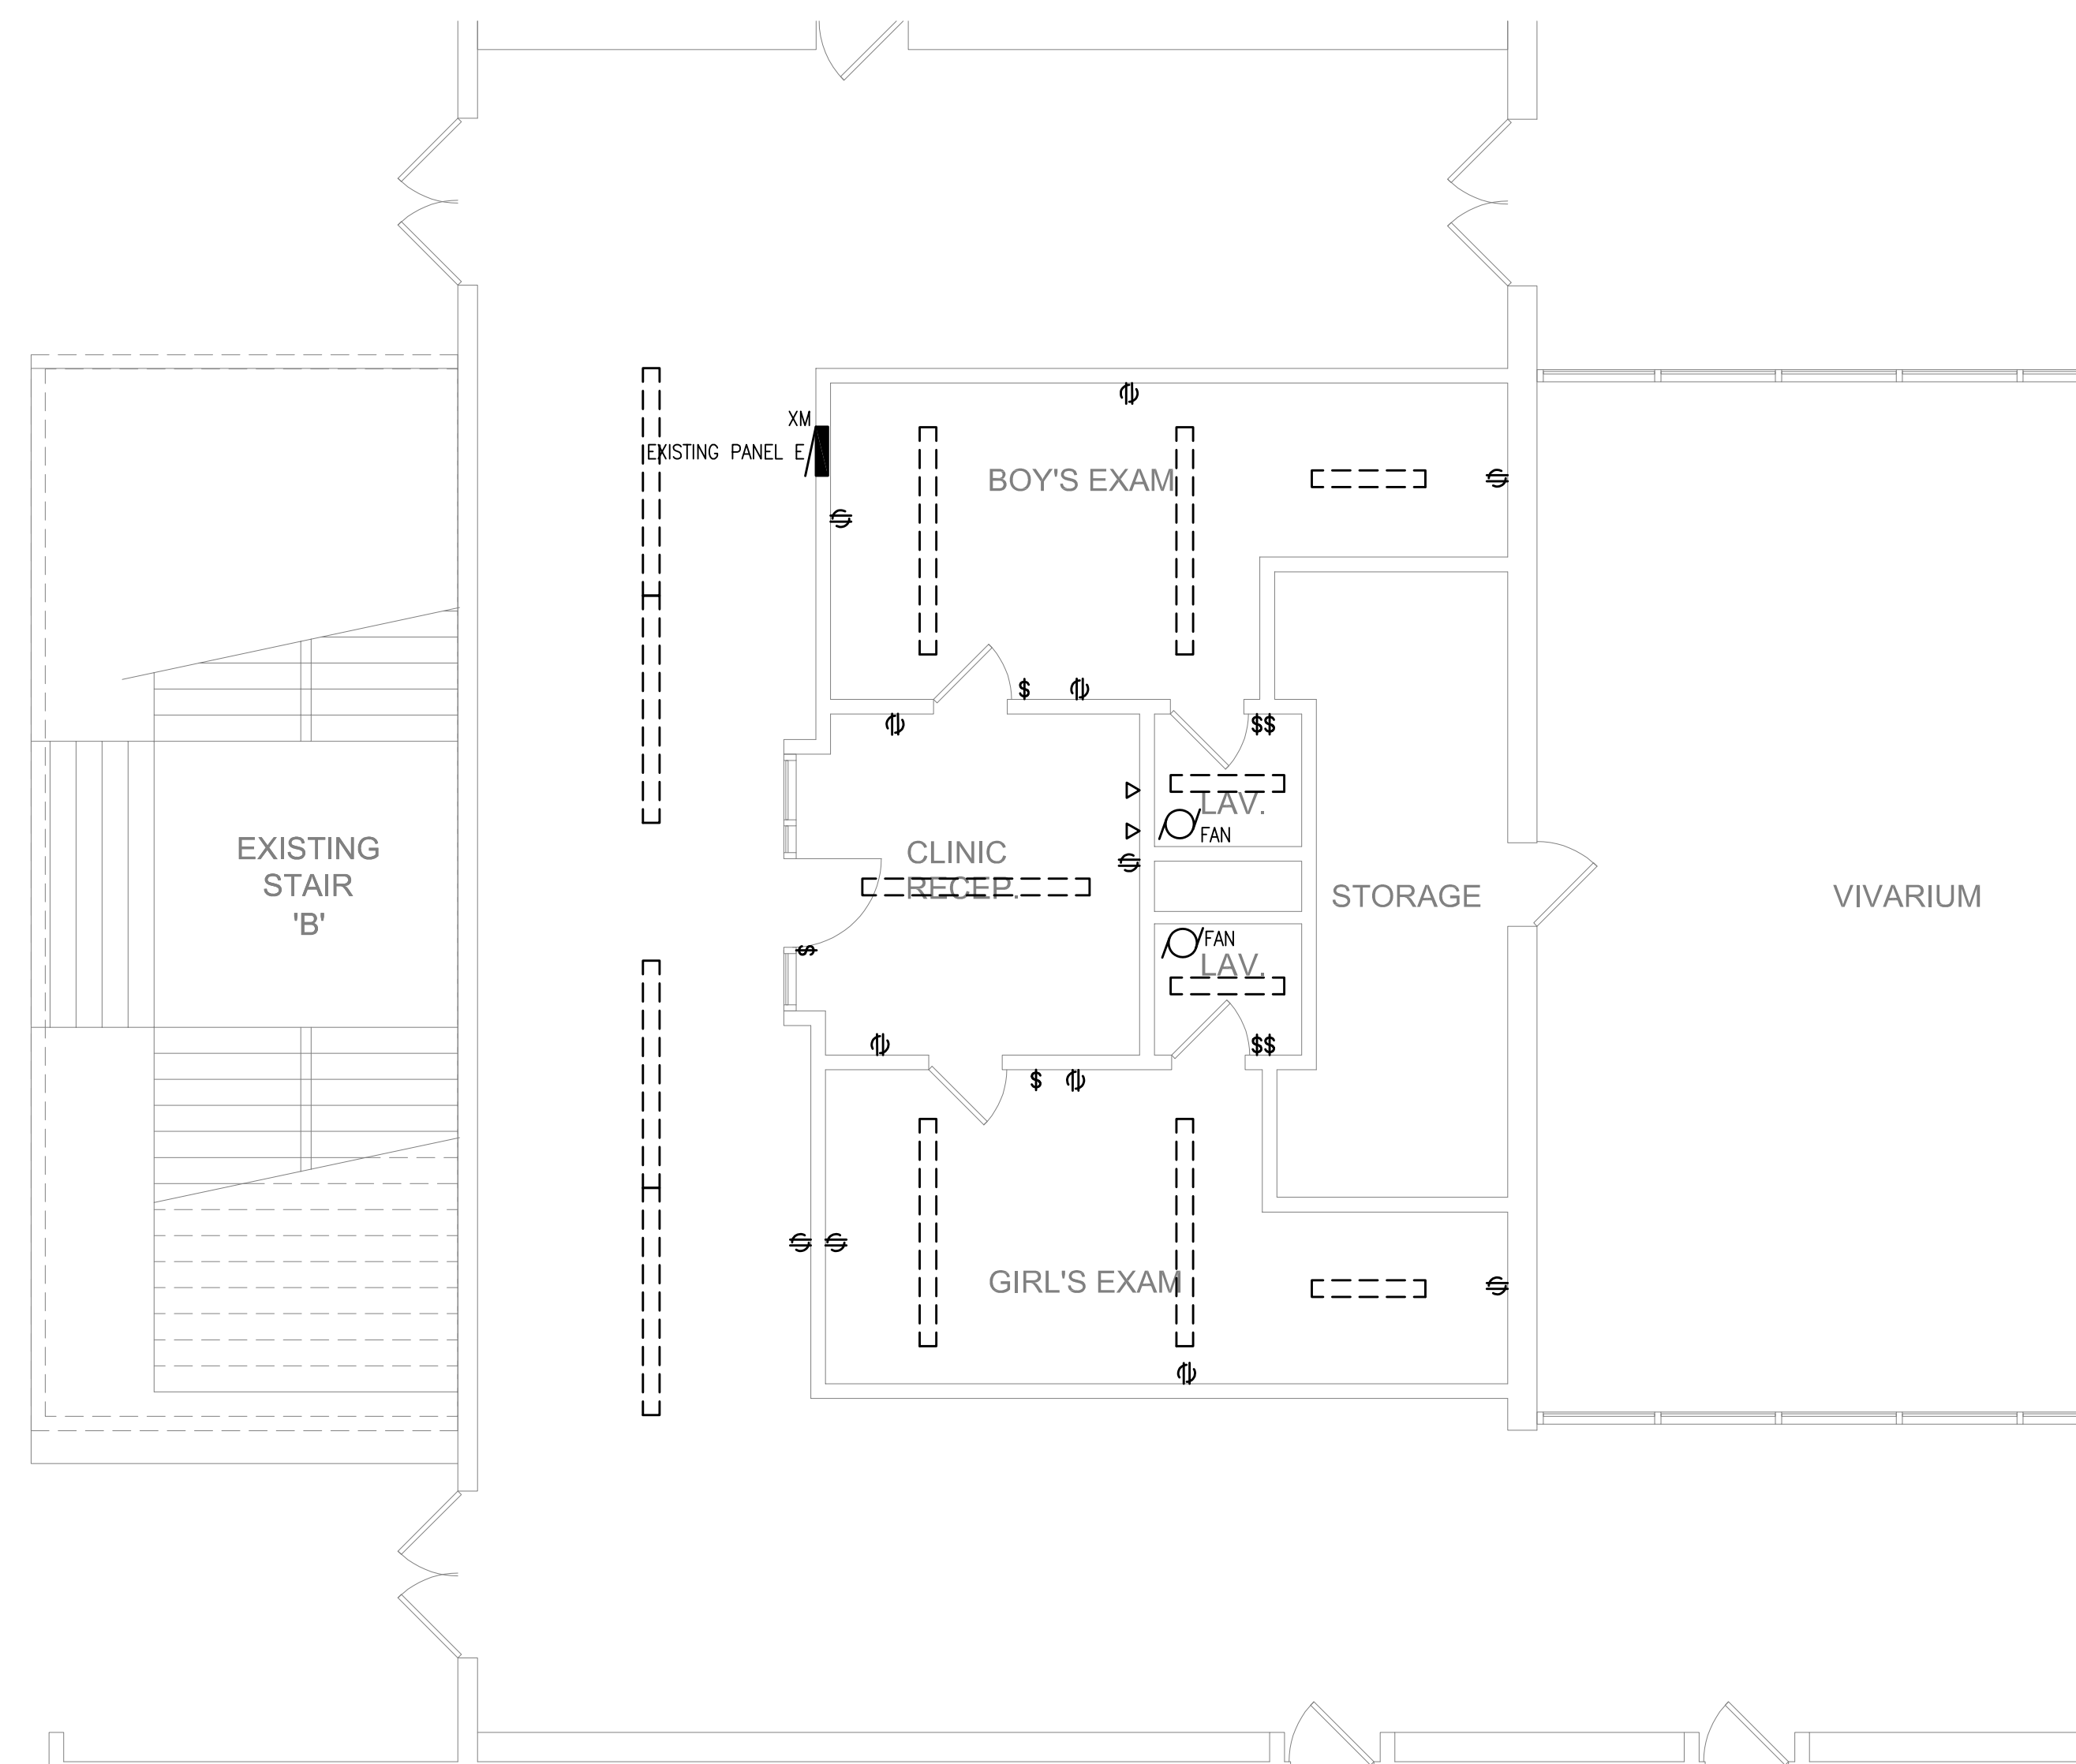 XM
EXISTING PANEL E
BOY'S EXAM
$
$$
LAV.
FAN
EXISTING
STAIR
'B'
CLINIC
RECEP.
STORAGE
VIVARIUM
$
FAN
LAV.
$$
$
GIRL'S EXAM